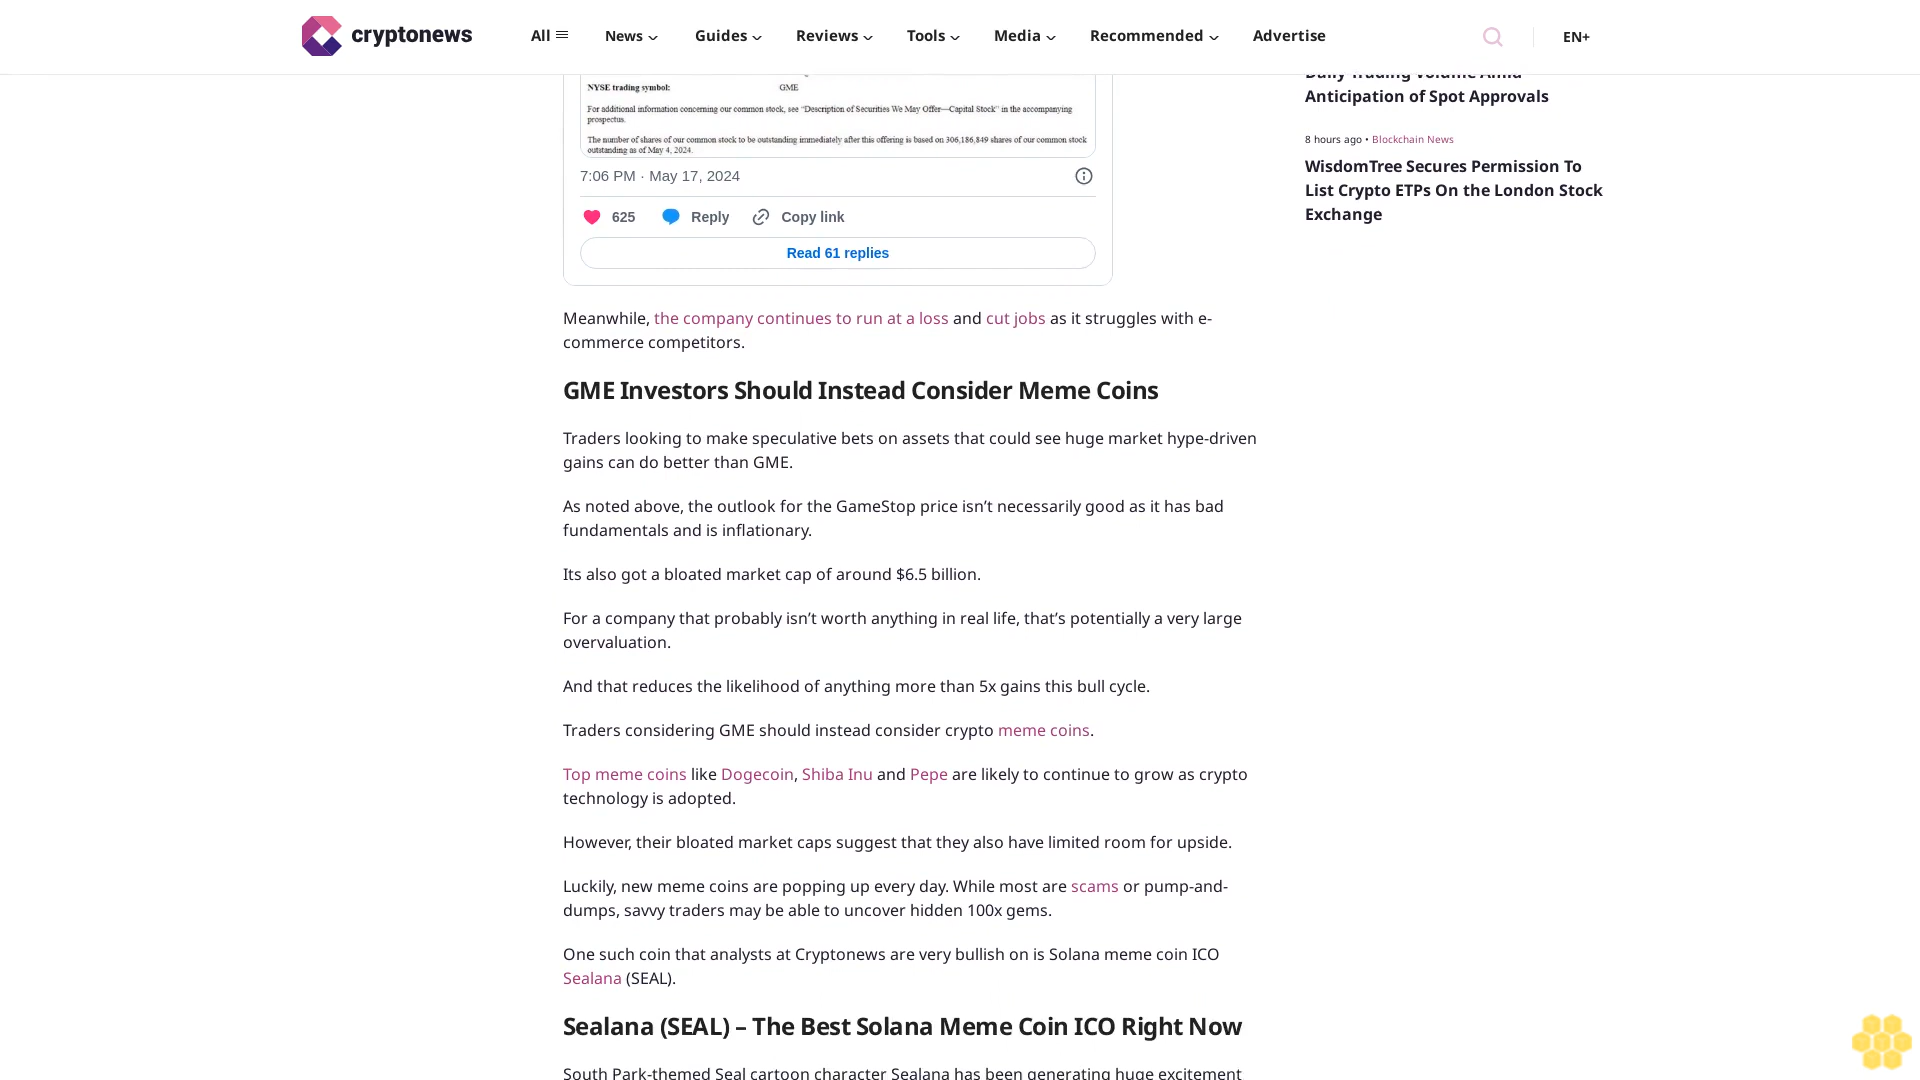 cryptonews
All
News
Guides
Reviews
Tools
Media
Recommended
Advertise
EN+
Daily Trading Volume Amid
Anticipation of Spot Approvals
8 hours ago • Blockchain News
WisdomTree Secures Permission To
List Crypto ETPs On the London Stock
Exchange
NYSE trading symbol: GME
For additional information concerning our common stock, see “Description of Securities We May Offer—Capital Stock” in the accompanying
prospectus.
The number of shares of our common stock to be outstanding immediately after this offering is based on 306,186,849 shares of our common stock
outstanding as of May 4, 2024.
7:06 PM · May 17, 2024
625 Reply Copy link
Read 61 replies
Meanwhile, the company continues to run at a loss and cut jobs as it struggles with e-
commerce competitors.
GME Investors Should Instead Consider Meme Coins
Traders looking to make speculative bets on assets that could see huge market hype-driven
gains can do better than GME.
As noted above, the outlook for the GameStop price isn’t necessarily good as it has bad
fundamentals and is inflationary.
Its also got a bloated market cap of around $6.5 billion.
For a company that probably isn’t worth anything in real life, that’s potentially a very large
overvaluation.
And that reduces the likelihood of anything more than 5x gains this bull cycle.
Traders considering GME should instead consider crypto meme coins.
Top meme coins like Dogecoin, Shiba Inu and Pepe are likely to continue to grow as crypto
technology is adopted.
However, their bloated market caps suggest that they also have limited room for upside.
Luckily, new meme coins are popping up every day. While most are scams or pump-and-
dumps, savvy traders may be able to uncover hidden 100x gems.
One such coin that analysts at Cryptonews are very bullish on is Solana meme coin ICO
Sealana (SEAL).
Sealana (SEAL) – The Best Solana Meme Coin ICO Right Now
South Park-themed Seal cartoon character Sealana has been generating huge excitement